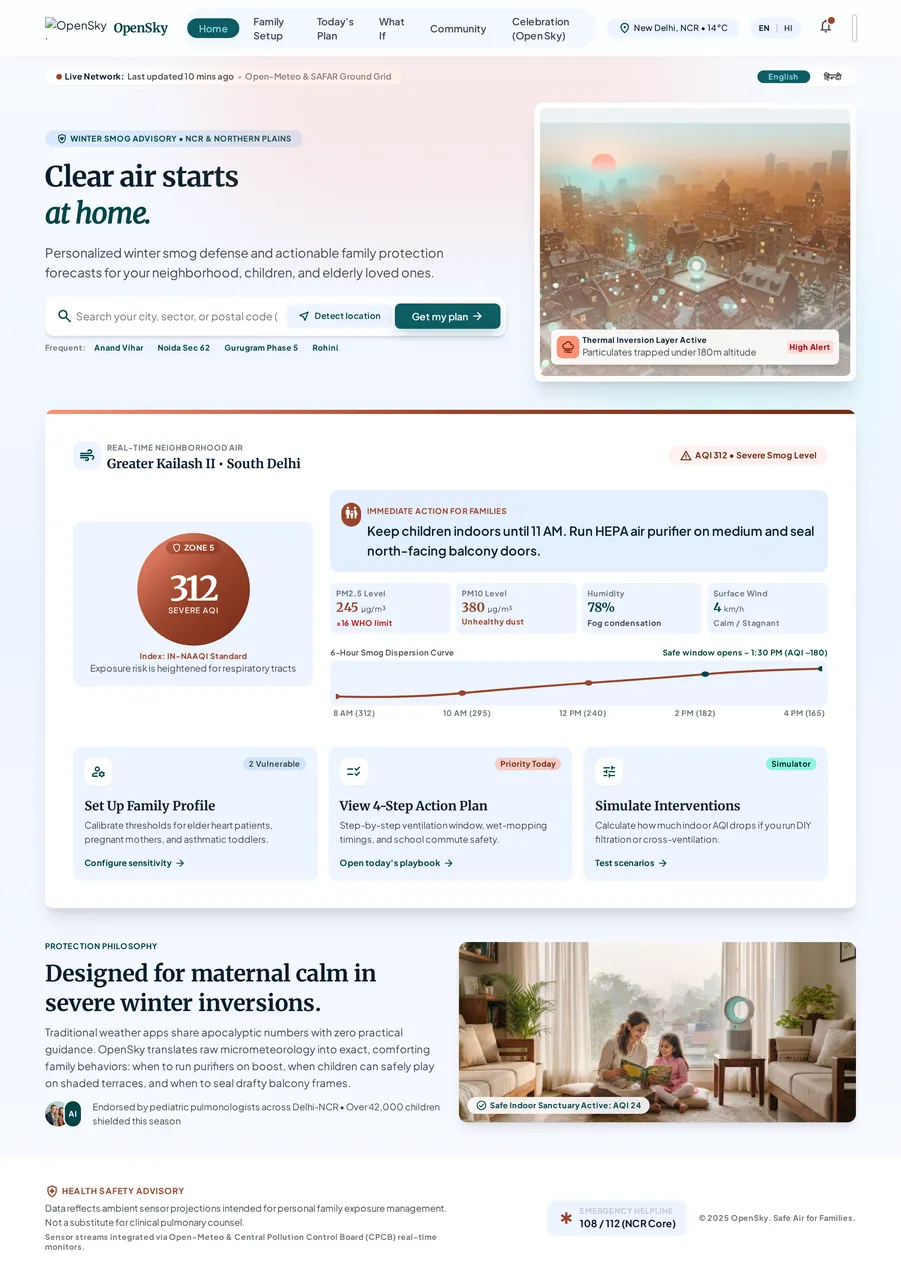 OpenSky
OpenSky
Home
Family Setup
Today's Plan
What If
Community
Celebration (Open Sky)
New Delhi, NCR • 14°C
EN | HI
Live Network: Last updated 10 mins ago • Open-Meteo & SAFAR Ground Grid
English
हिन्दी
WINTER SMOG ADVISORY • NCR & NORTHERN PLAINS
Clear air starts
at home.
Personalized winter smog defense and actionable family protection
forecasts for your neighborhood, children, and elderly loved ones.
Search your city, sector, or postal code (
Detect location
Get my plan →
Frequent: Anand Vihar Noida Sec 62 Gurugram Phase 5 Rohini
Thermal Inversion Layer Active
Particulates trapped under 180m altitude
High Alert
REAL-TIME NEIGHBORHOOD AIR
Greater Kailash II • South Delhi
AQI 312 • Severe Smog Level
ZONE 5
312
SEVERE AQI
Index: IN-NAAQI Standard
Exposure risk is heightened for respiratory tracts
IMMEDIATE ACTION FOR FAMILIES
Keep children indoors until 11 AM. Run HEPA air purifier on medium and seal
north-facing balcony doors.
PM2.5 Level
245 µg/m³
×16 WHO limit
PM10 Level
380 µg/m³
Unhealthy dust
Humidity
78%
Fog condensation
Surface Wind
4 km/h
Calm / Stagnant
6-Hour Smog Dispersion Curve
Safe window opens ~ 1:30 PM (AQI ~180)
8 AM (312) 10 AM (295) 12 PM (240) 2 PM (182) 4 PM (165)
2 Vulnerable
Set Up Family Profile
Calibrate thresholds for elder heart patients,
pregnant mothers, and asthmatic toddlers.
Configure sensitivity →
Priority Today
View 4-Step Action Plan
Step-by-step ventilation window, wet-mopping
timings, and school commute safety.
Open today's playbook →
Simulator
Simulate Interventions
Calculate how much indoor AQI drops if you run DIY
filtration or cross-ventilation.
Test scenarios →
PROTECTION PHILOSOPHY
Designed for maternal calm in
severe winter inversions.
Traditional weather apps share apocalyptic numbers with zero practical
guidance. OpenSky translates raw micrometeorology into exact, comforting
family behaviors: when to run purifiers on boost, when children can safely play
on shaded terraces, and when to seal drafty balcony frames.
AI
Endorsed by pediatric pulmonologists across Delhi-NCR • Over 42,000 children
shielded this season
Safe Indoor Sanctuary Active: AQI 24
HEALTH SAFETY ADVISORY
Data reflects ambient sensor projections intended for personal family exposure management.
Not a substitute for clinical pulmonary counsel.
Sensor streams integrated via Open-Meteo & Central Pollution Control Board (CPCB) real-time
monitors.
EMERGENCY HELPLINE
108 / 112 (NCR Core)
© 2025 OpenSky. Safe Air for Families.